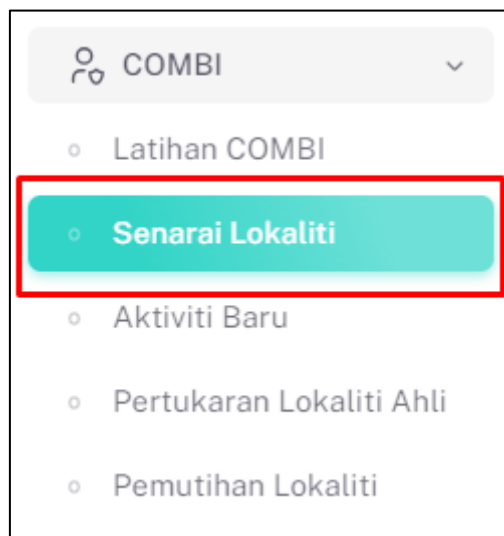 COMBI
Latihan COMBI
Senarai Lokaliti
Aktiviti Baru
Pertukaran Lokaliti Ahli
Pemutihan Lokaliti